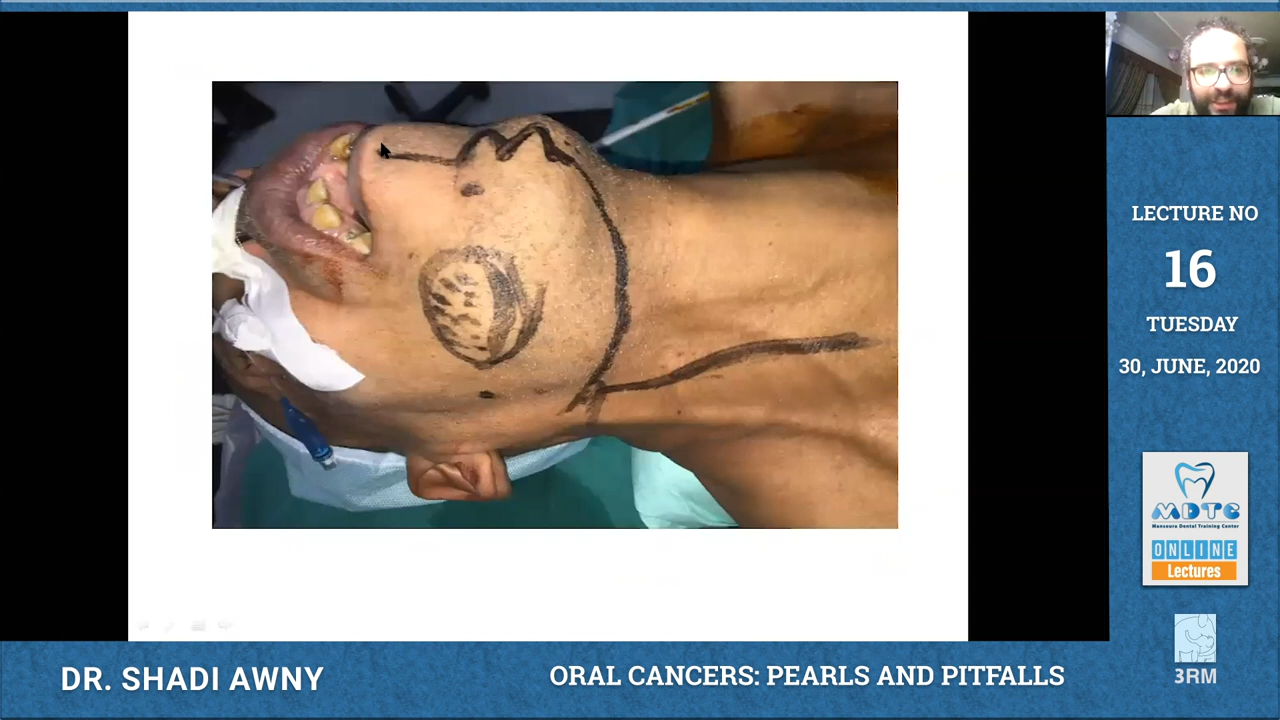 LECTURE NO
16
TUESDAY
30, JUNE, 2020
MDTC
Mansoura Dental Training Center
ONLINE
Lectures
3RM
DR. SHADI AWNY
ORAL CANCERS: PEARLS AND PITFALLS